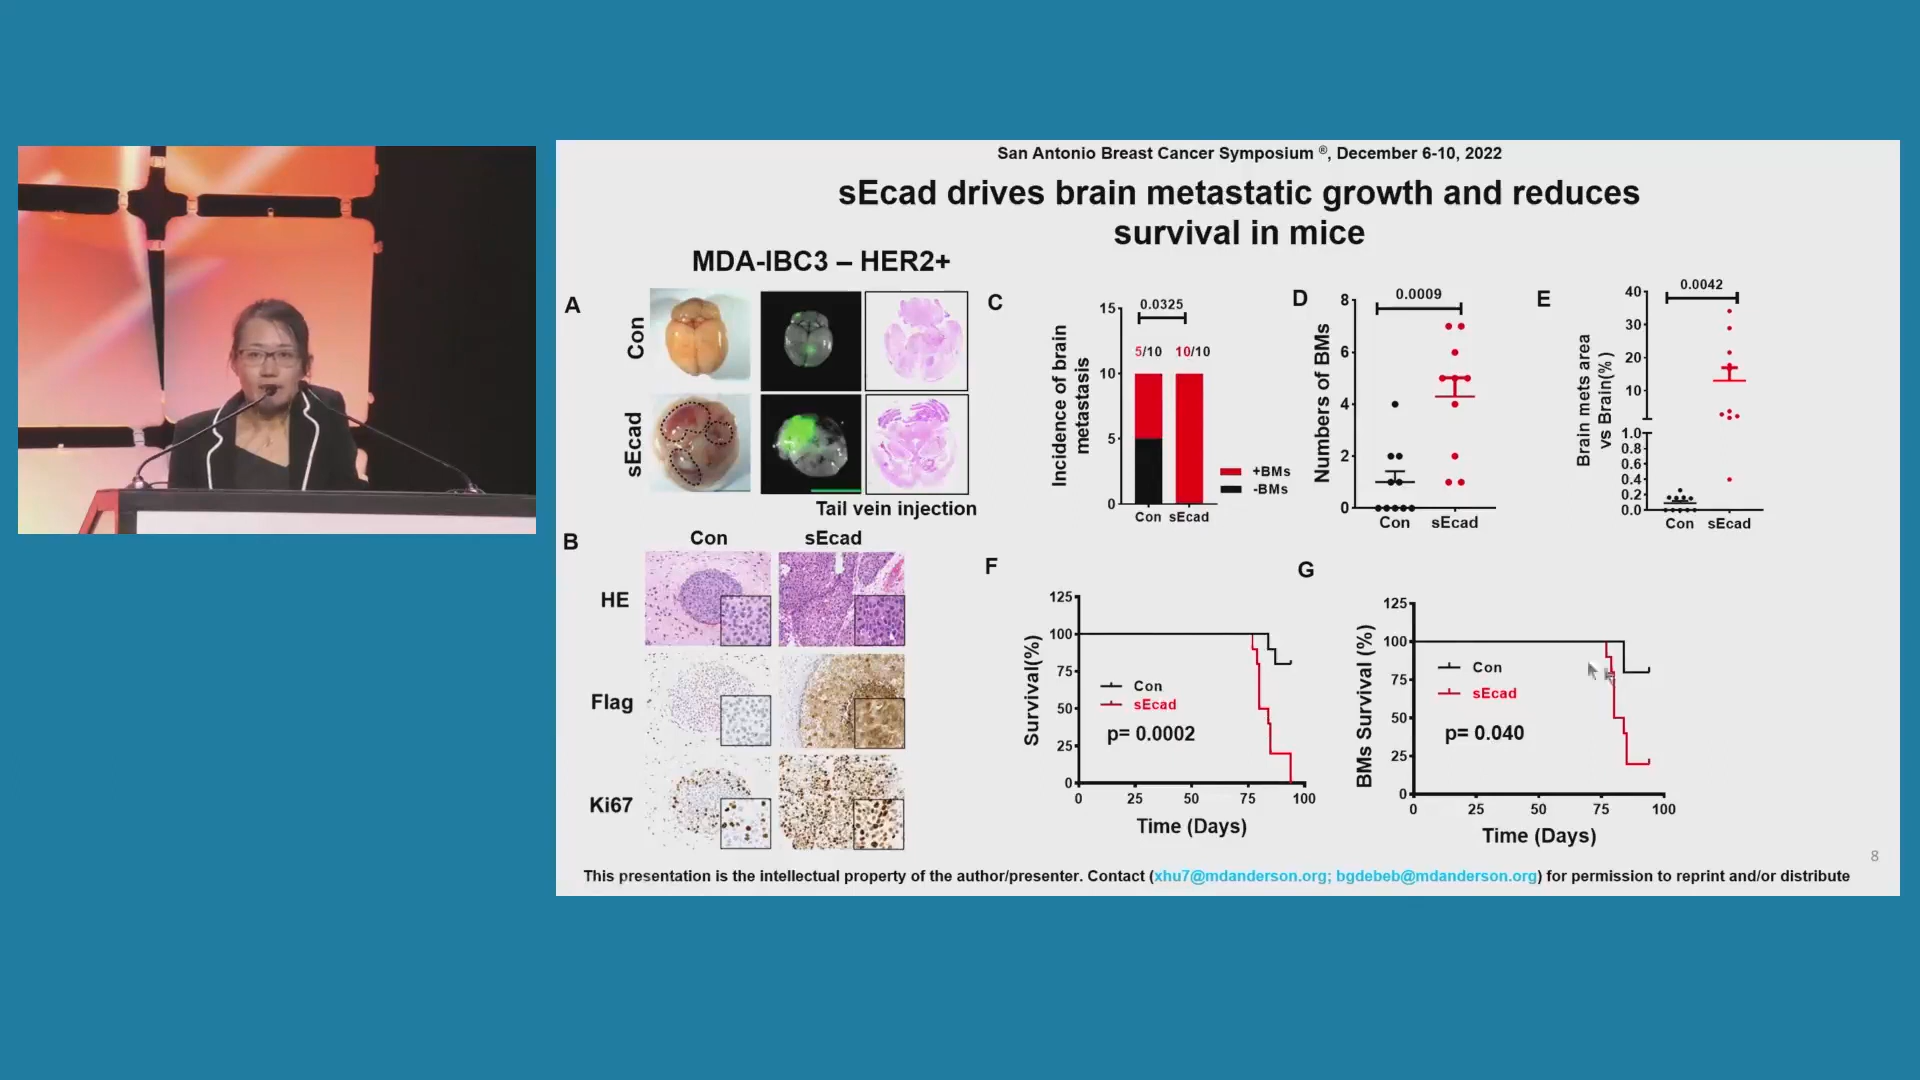 San Antonio Breast Cancer Symposium ®, December 6-10, 2022
sEcad drives brain metastatic growth and reduces
survival in mice
MDA-IBC3 – HER2+
A
Con
sEcad
Tail vein injection
B
Con sEcad
HE
Flag
Ki67
C
Incidence of brain
metastasis
15
10
5
0
0.0325
5/10 10/10
+BMs
-BMs
Con sEcad
D
Numbers of BMs
8
6
4
2
0
0.0009
Con sEcad
E
Brain mets area
vs Brain(%)
40
30
20
10
1.0
0.8
0.6
0.4
0.2
0.0
0.0042
Con sEcad
F
Survival(%)
125
100
75
50
25
0
Con
sEcad
p= 0.0002
0 25 50 75 100
Time (Days)
G
BMs Survival (%)
125
100
75
50
25
0
Con
sEcad
p= 0.040
0 25 50 75 100
Time (Days)
8
This presentation is the intellectual property of the author/presenter. Contact (xhu7@mdanderson.org; bgdebeb@mdanderson.org) for permission to reprint and/or distribute